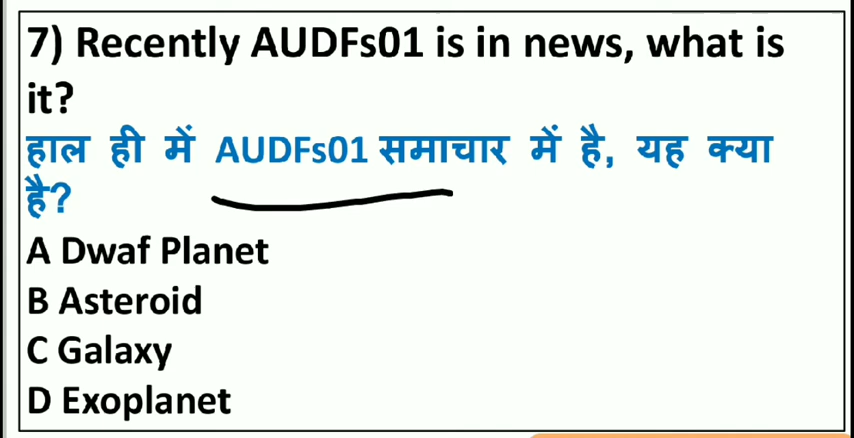 7) Recently AUDFs01 is in news, what is
it?
हाल ही में AUDFs01 समाचार में है, यह क्या
है?
A Dwaf Planet
B Asteroid
C Galaxy
D Exoplanet